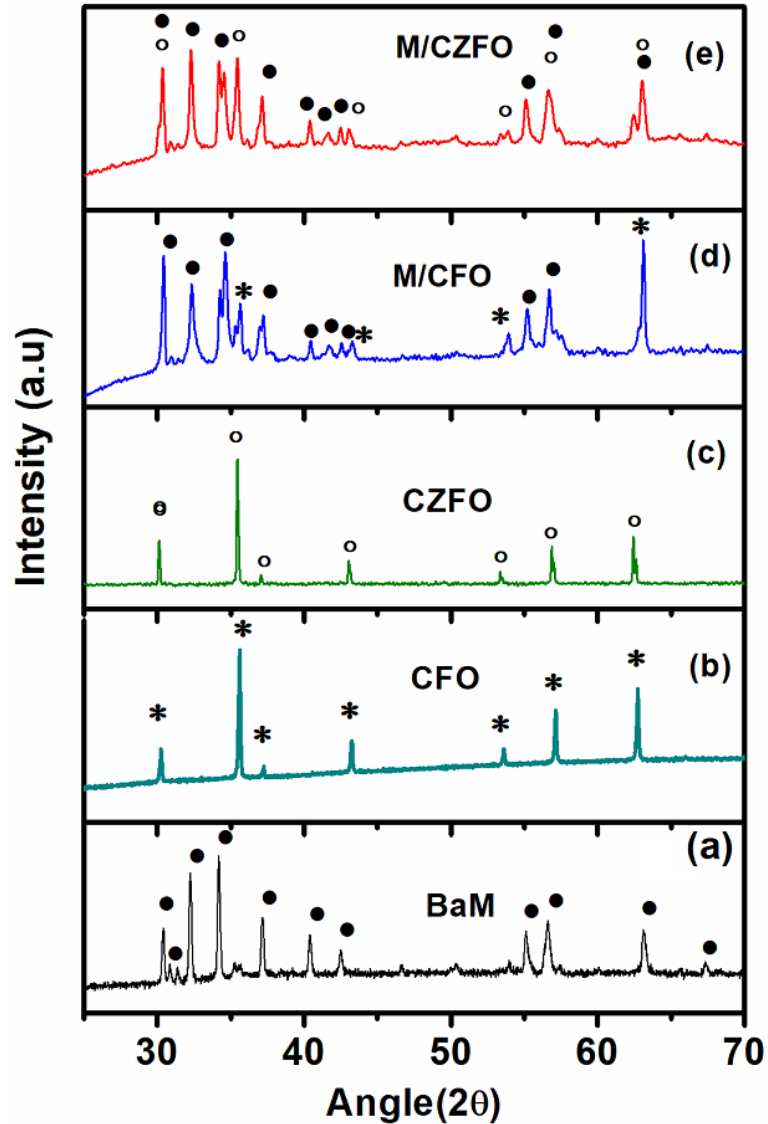 M/CZFO
(e)
M/CFO
(d)
CZFO
(c)
CFO
(b)
BaM
(a)
Intensity (a.u)
30 40 50 60 70
Angle(2θ)